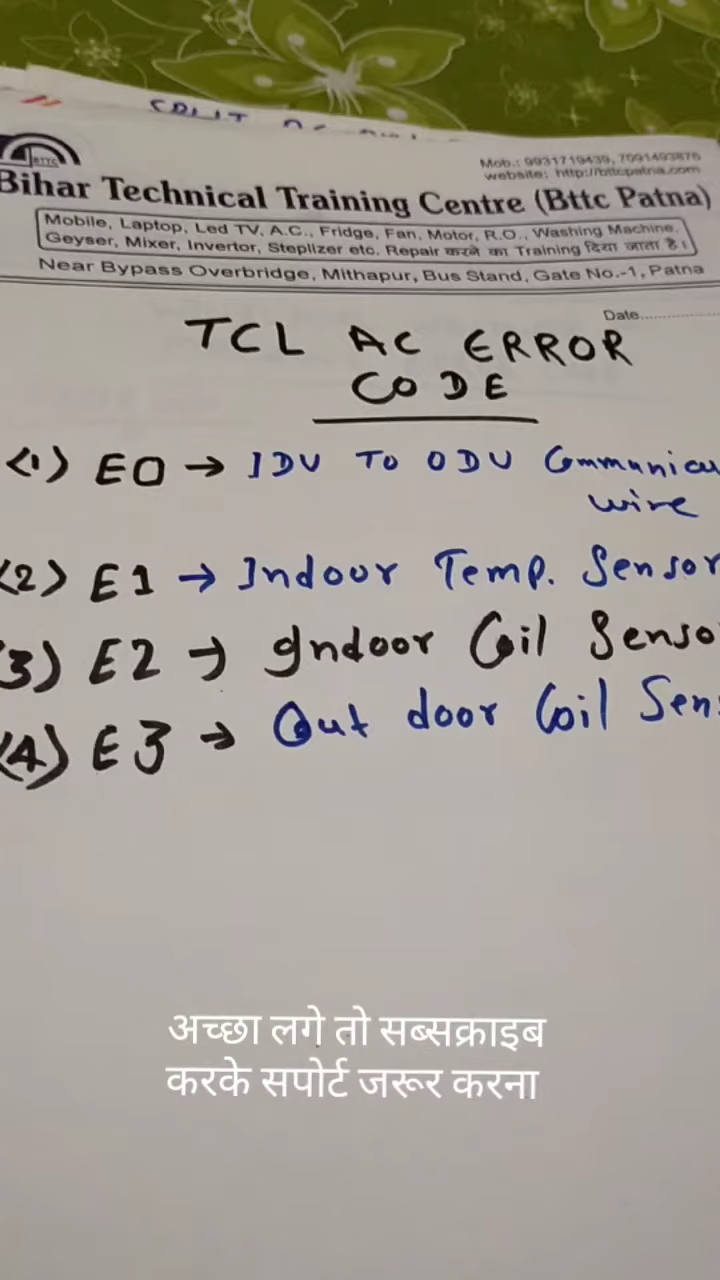 SPLIT
BTTC
Mob.: 9931719439, 7091493876
website: http://bttcpatna.com
Bihar Technical Training Centre (Bttc Patna)
Mobile, Laptop, Led TV, A.C., Fridge, Fan, Motor, R.O., Washing Machine,
Geyser, Mixer, Invertor, Steplizer etc. Repair करने का Training दिया जाता है।
Near Bypass Overbridge, Mithapur, Bus Stand, Gate No.-1, Patna
Date..................
TCL AC ERROR
CODE
(1) E0 → IDU TO ODU Communica
wire
(2) E1 → Indoor Temp. Sensor
3) E2 → Indoor Coil Senso
(4) E3 → Out door Coil Sens
अच्छा लगे तो सब्सक्राइब
करके सपोर्ट जरूर करना